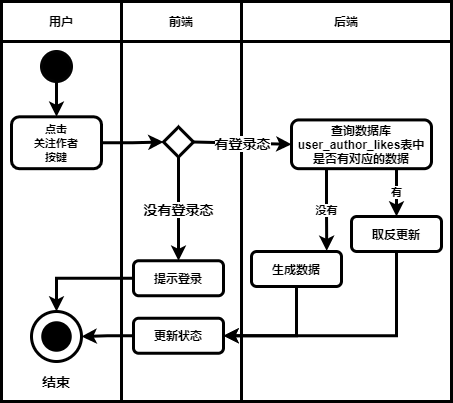 用户
前端
后端
点击
关注作者
按键
有登录态
查询数据库
user_author_likes表中
是否有对应的数据
没有登录态
没有
有
取反更新
提示登录
生成数据
更新状态
结束